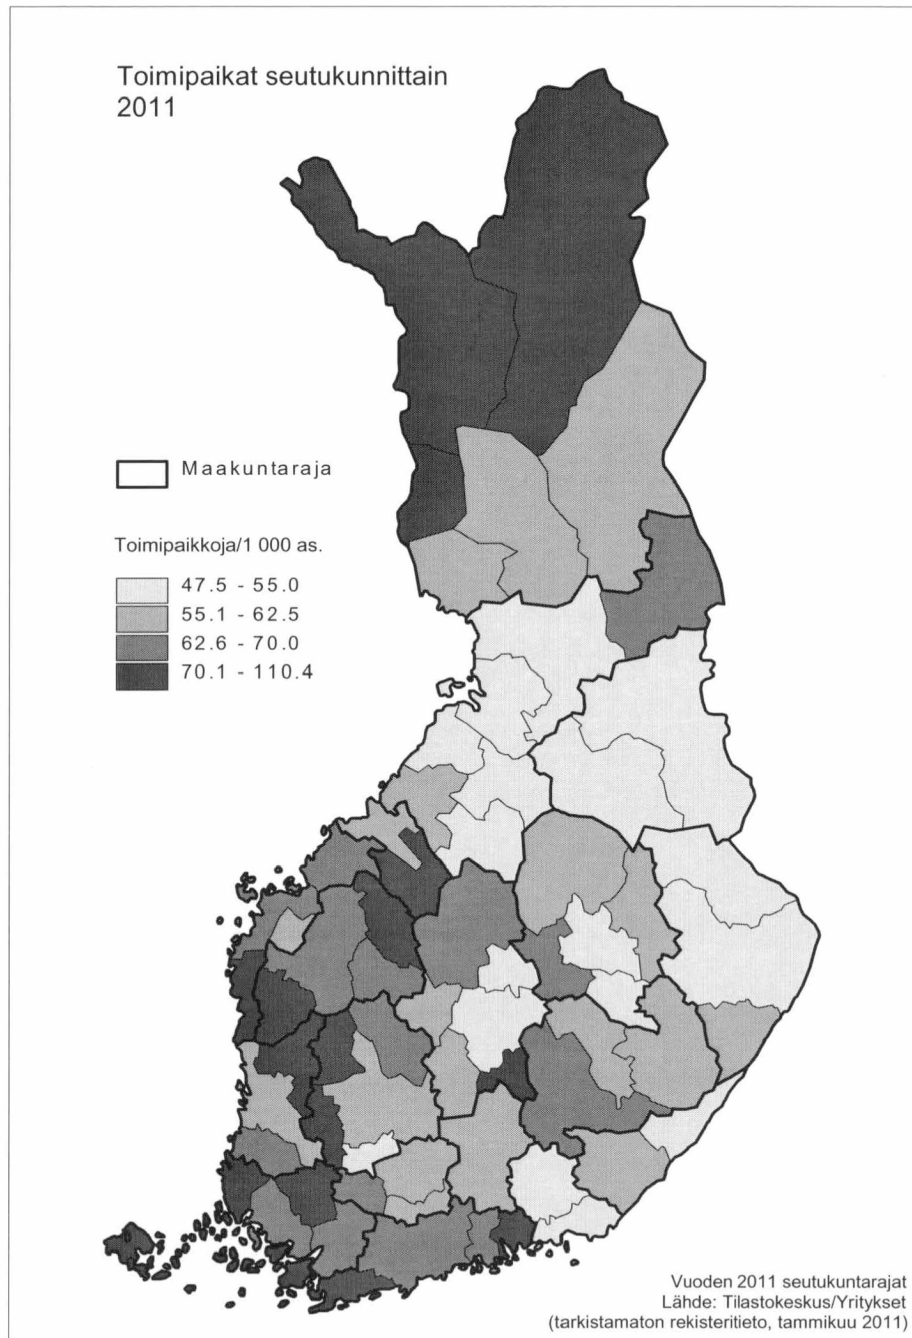 Toimipaikat seutukunnittain
2011
Maakuntaraja
Toimipaikkoja/1 000 as.
47.5 - 55.0
55.1 - 62.5
62.6 - 70.0
70.1 - 110.4
Vuoden 2011 seutukuntarajat
Lähde: Tilastokeskus/Yritykset
(tarkistamaton rekisteritieto, tammikuu 2011)